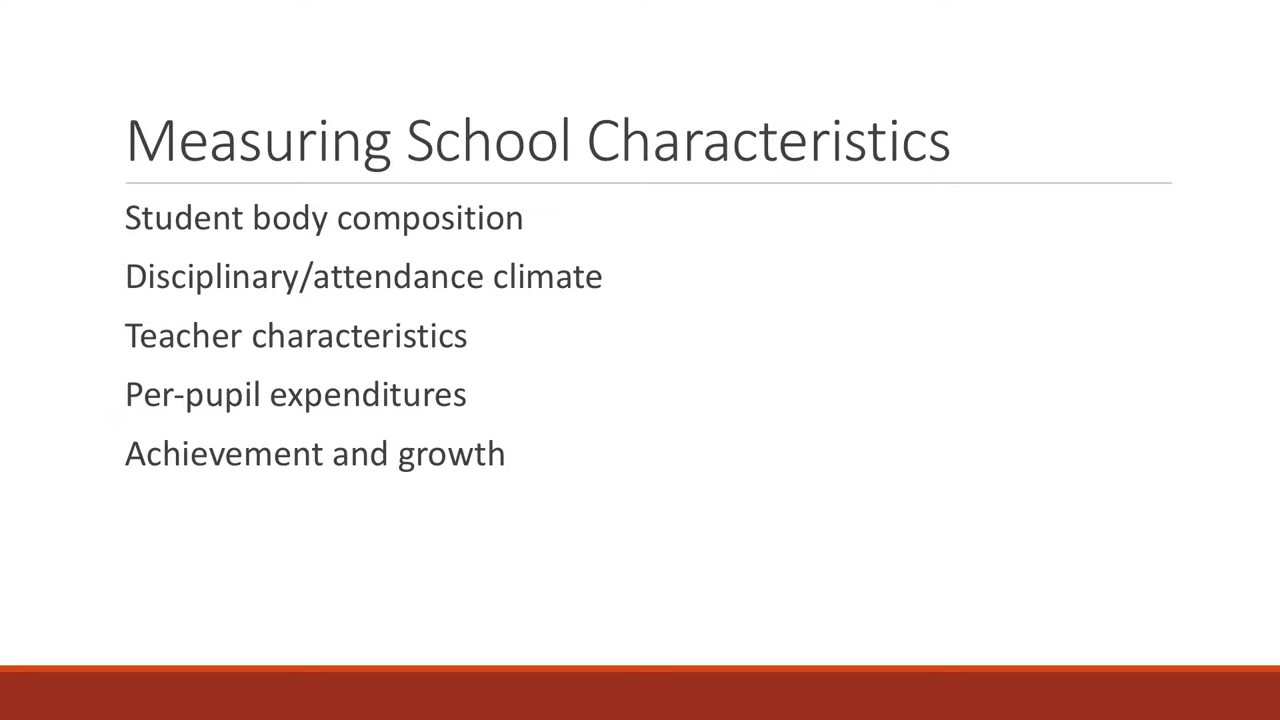 Measuring School Characteristics
Student body composition
Disciplinary/attendance climate
Teacher characteristics
Per-pupil expenditures
Achievement and growth